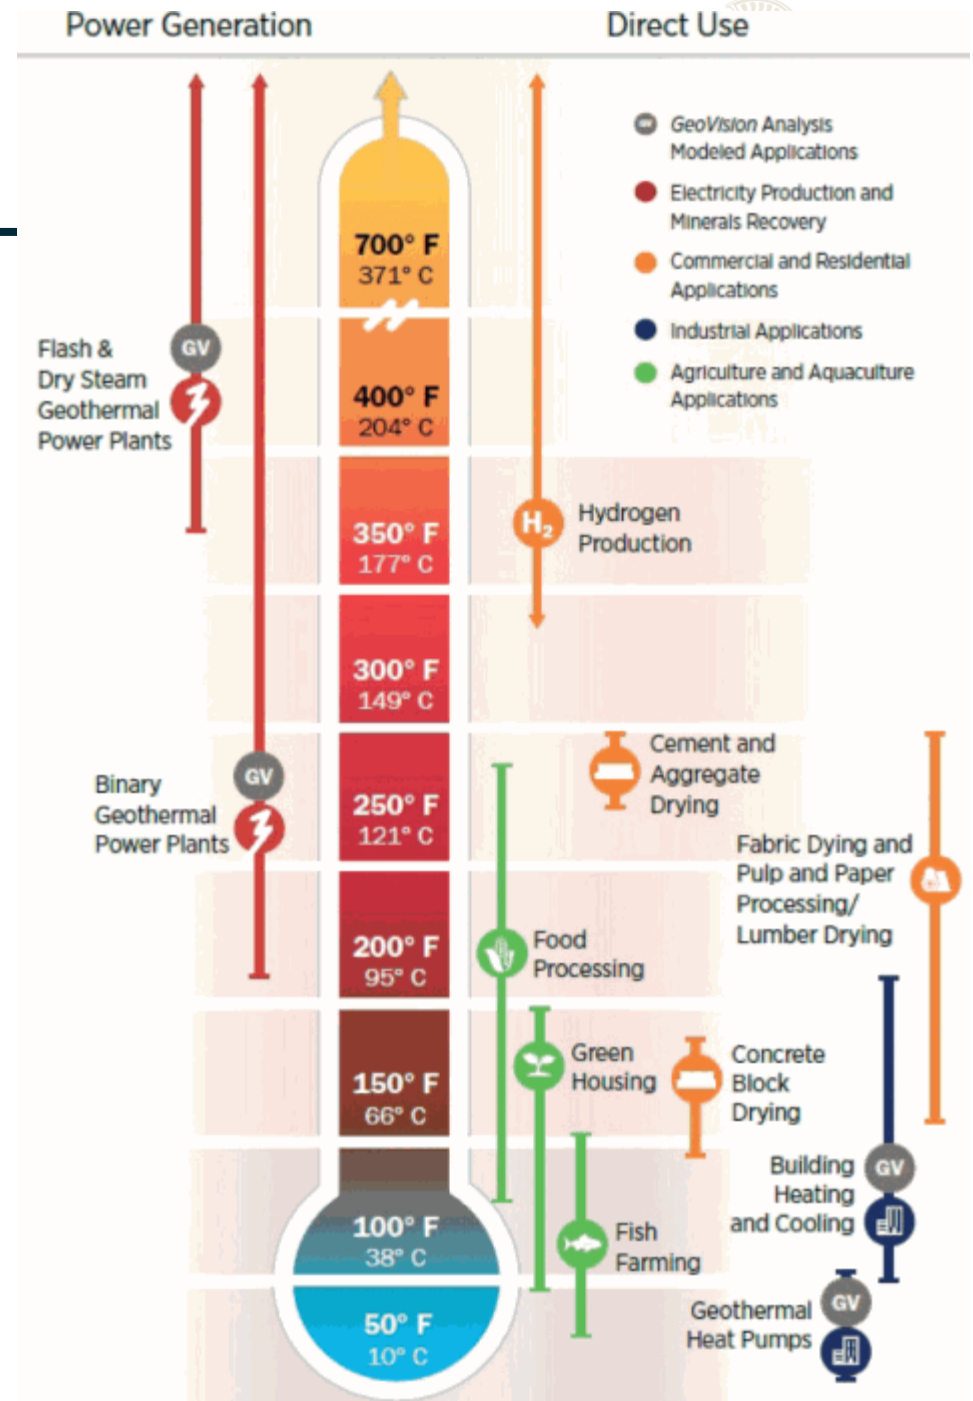 Power Generation
Direct Use
GV GeoVision Analysis
Modeled Applications
Electricity Production and
Minerals Recovery
Commercial and Residential
Applications
Industrial Applications
Agriculture and Aquaculture
Applications
700° F
371° C
GV
Flash &
Dry Steam
Geothermal
Power Plants
400° F
204° C
350° F
177° C
H₂
Hydrogen
Production
300° F
149° C
Cement and
Aggregate
Drying
GV
Binary
Geothermal
Power Plants
250° F
121° C
Fabric Dying and
Pulp and Paper
Processing/
Lumber Drying
200° F
95° C
Food
Processing
150° F
66° C
Green
Housing
Concrete
Block
Drying
GV
Building
Heating
and Cooling
100° F
38° C
Fish
Farming
GV
Geothermal
Heat Pumps
50° F
10° C